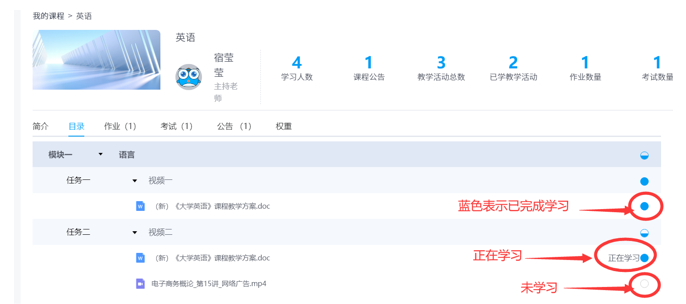 我的课程 > 英语
英语
宿莹莹
主持老师
4
学习人数
1
课程公告
3
教学活动总数
2
已学教学活动
1
作业数量
1
考试数量
简介 目录 作业（1） 考试（1） 公告（1） 权重
模块一 语言
任务一 视频一
W （新）《大学英语》课程教学方案.doc
蓝色表示已完成学习
任务二 视频二
W （新）《大学英语》课程教学方案.doc
正在学习
正在学习
电子商务概论_第15讲_网络广告.mp4
未学习